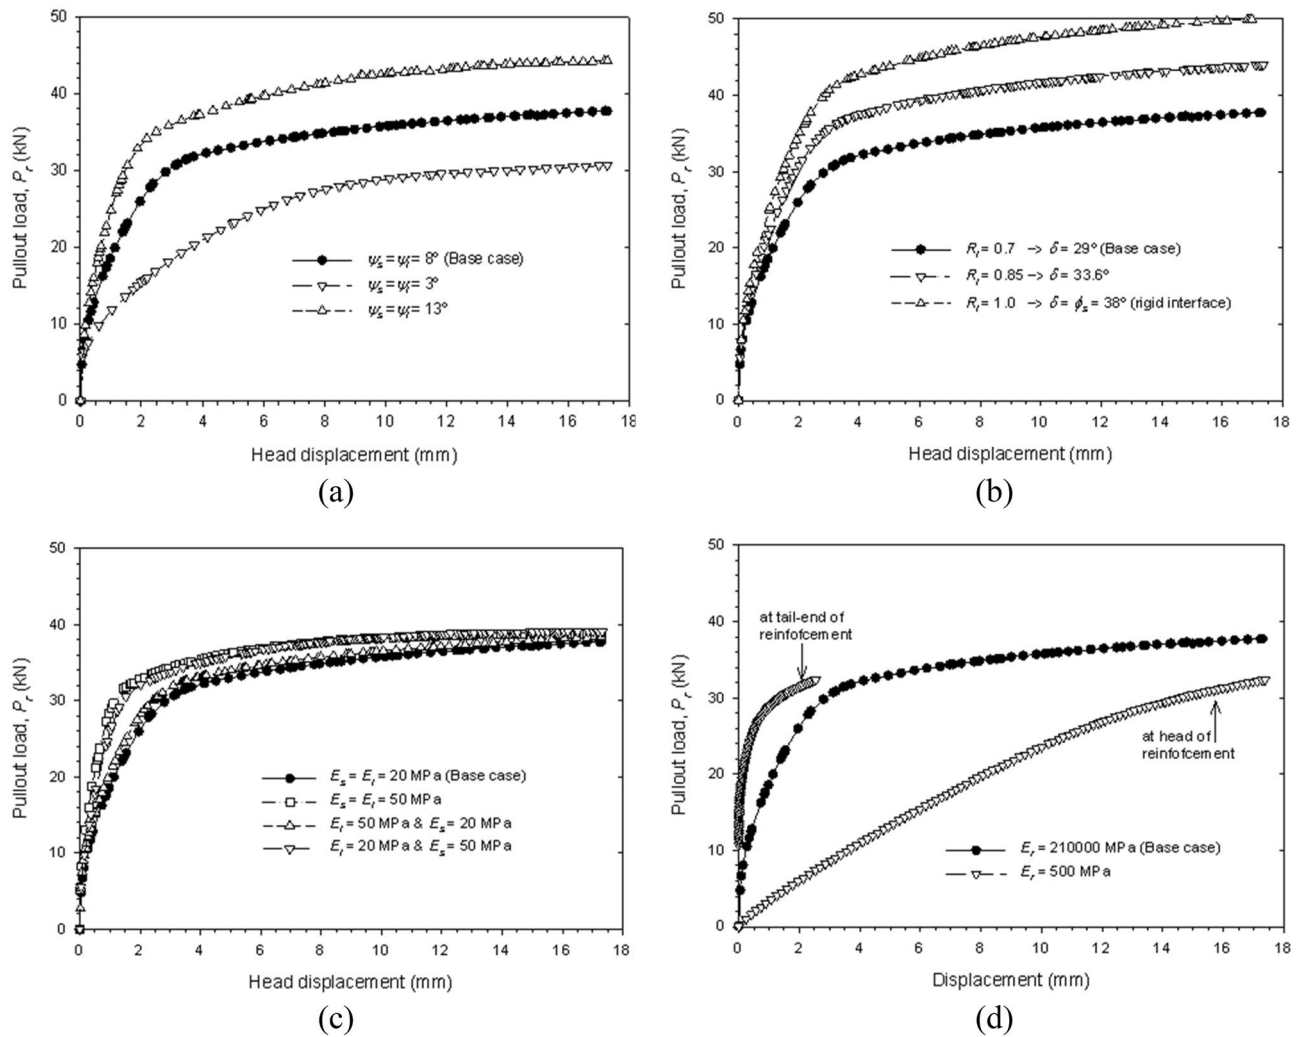 50
40
30
20
10
0
Pullout load, Pr (kN)
ψs = ψi = 8° (Base case)
ψs = ψi = 3°
ψs = ψi = 13°
0 2 4 6 8 10 12 14 16 18
Head displacement (mm)
(a)
50
40
30
20
10
0
Pullout load, Pr (kN)
Ri = 0.7 -> δ = 29° (Base case)
Ri = 0.85 -> δ = 33.6°
Ri = 1.0 -> δ = ϕs = 38° (rigid interface)
0 2 4 6 8 10 12 14 16 18
Head displacement (mm)
(b)
50
40
30
20
10
0
Pullout load, Pr (kN)
Es = Ei = 20 MPa (Base case)
Es = Ei = 50 MPa
Ei = 50 MPa & Es = 20 MPa
Ei = 20 MPa & Es = 50 MPa
0 2 4 6 8 10 12 14 16 18
Head displacement (mm)
(c)
50
40
30
20
10
0
Pullout load, Pr (kN)
at tail-end of
reinforcement
at head of
reinforcement
Er = 210000 MPa (Base case)
Er = 500 MPa
0 2 4 6 8 10 12 14 16 18
Displacement (mm)
(d)